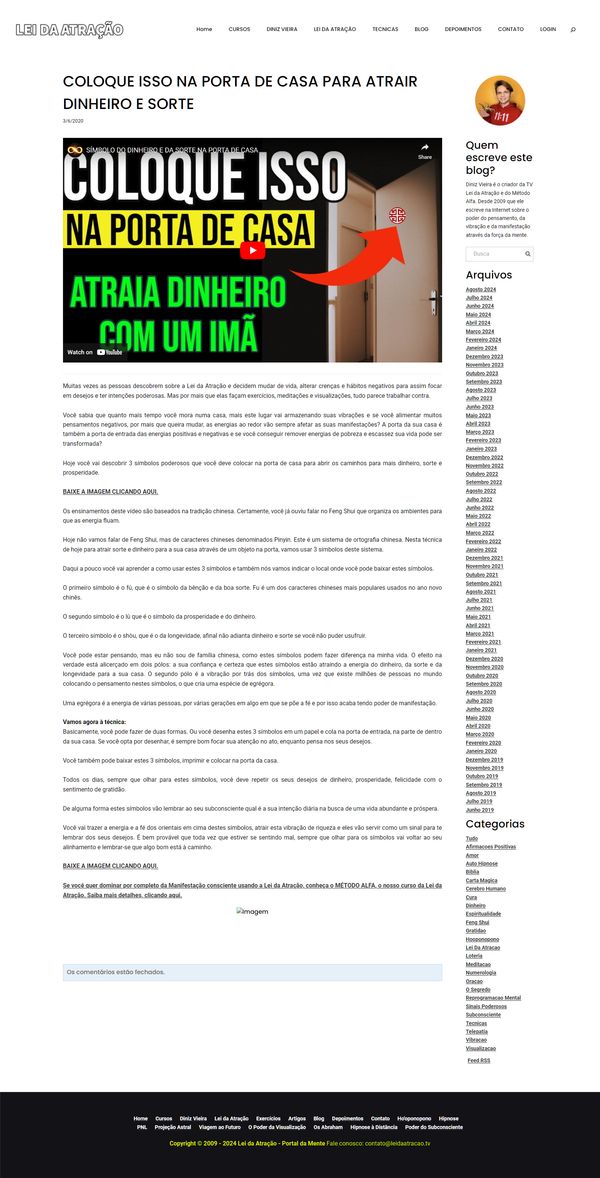 LEI DA ATRAÇÃO
Home CURSOS DINIZ VIEIRA LEI DA ATRAÇÃO TECNICAS BLOG DEPOIMENTOS CONTATO LOGIN
COLOQUE ISSO NA PORTA DE CASA PARA ATRAIR
DINHEIRO E SORTE
3/6/2020
SÍMBOLO DO DINHEIRO E DA SORTE NA PORTA DE CASA
Share
COLOQUE ISSO
NA PORTA DE CASA
ATRAIA DINHEIRO
COM UM IMÃ
Watch on YouTube
Muitas vezes as pessoas descobrem sobre a Lei da Atração e decidem mudar de vida, alterar crenças e hábitos negativos para assim focar
em desejos e ter intenções poderosas. Mas por mais que elas façam exercícios, meditações e visualizações, tudo parece trabalhar contra.
Você sabia que quanto mais tempo você mora numa casa, mais este lugar vai armazenando suas vibrações e se você alimentar muitos
pensamentos negativos, por mais que queira mudar, as energias ao redor vão sempre afetar as suas manifestações? A porta da sua casa é
também a porta de entrada das energias positivas e negativas e se você conseguir remover energias de pobreza e escassez sua vida pode ser
transformada?
Hoje você vai descobrir 3 símbolos poderosos que você deve colocar na porta de casa para abrir os caminhos para mais dinheiro, sorte e
prosperidade.
BAIXE A IMAGEM CLICANDO AQUI.
Os ensinamentos deste vídeo são baseados na tradição chinesa. Certamente, você já ouviu falar no Feng Shui que organiza os ambientes para
que as energia fluam.
Hoje não vamos falar de Feng Shui, mas de caracteres chineses denominados Pinyin. Este é um sistema de ortografia chinesa. Nesta técnica
de hoje para atrair sorte e dinheiro para a sua casa através de um objeto na porta, vamos usar 3 símbolos deste sistema.
Daqui a pouco você vai aprender a como usar estes 3 símbolos e também nós vamos indicar o local onde você pode baixar estes símbolos.
O primeiro símbolo é o fú, que é o símbolo da bênção e da boa sorte. Fu é um dos caracteres chineses mais populares usados no ano novo
chinês.
O segundo símbolo é o lù que é o símbolo da prosperidade e do dinheiro.
O terceiro símbolo é o shòu, que é o da longevidade, afinal não adianta dinheiro e sorte se você não puder usufruir.
Você pode estar pensando, mas eu não sou de família chinesa, como estes símbolos podem fazer diferença na minha vida. O efeito na
verdade está alicerçado em dois pólos: a sua confiança e certeza que estes símbolos estão atraindo a energia do dinheiro, da sorte e da
longevidade para a sua casa. O segundo pólo é a vibração por trás dos símbolos, uma vez que existe milhões de pessoas no mundo
colocando o pensamento nestes símbolos, o que cria uma espécie de egrégora.
Uma egrégora é a energia de várias pessoas, por várias gerações em algo em que se põe a fé e por isso acaba tendo poder de manifestação.
Vamos agora à técnica:
Basicamente, você pode fazer de duas formas. Ou você desenha estes 3 símbolos em um papel e cola na porta de entrada, na parte de dentro
da sua casa. Se você opta por desenhar, é sempre bom focar sua atenção no ato, enquanto pensa nos seus desejos.
Você também pode baixar estes 3 símbolos, imprimir e colocar na porta da casa.
Todos os dias, sempre que olhar para estes símbolos, você deve repetir os seus desejos de dinheiro, prosperidade, felicidade com o
sentimento de gratidão.
De alguma forma estes símbolos vão lembrar ao seu subconsciente qual é a sua intenção diária na busca de uma vida abundante e próspera.
Você vai trazer a energia e a fé dos orientais em cima destes símbolos, atrair esta vibração de riqueza e eles vão servir como um sinal para te
lembrar dos seus desejos. É bem provável que toda vez que estiver se sentindo mal, sempre que olhar para os símbolos vai voltar ao seu
alinhamento e lembrar-se que algo bom está à caminho.
BAIXE A IMAGEM CLICANDO AQUI.
Se você quer dominar por completo da Manifestação consciente usando a Lei da Atração, conheça o MÉTODO ALFA, o nosso curso da Lei da
Atração. Saiba mais detalhes, clicando aqui.
Imagem
Os comentários estão fechados.
Quem
escreve este
blog?
Diniz Vieira é o criador da TV
Lei da Atração e do Método
Alfa. Desde 2009 que ele
escreve na Internet sobre o
poder do pensamento, da
vibração e da manifestação
através da força da mente.
Busca
Arquivos
Agosto 2024
Julho 2024
Junho 2024
Maio 2024
Abril 2024
Março 2024
Fevereiro 2024
Janeiro 2024
Dezembro 2023
Novembro 2023
Outubro 2023
Setembro 2023
Agosto 2023
Julho 2023
Junho 2023
Maio 2023
Abril 2023
Março 2023
Fevereiro 2023
Janeiro 2023
Dezembro 2022
Novembro 2022
Outubro 2022
Setembro 2022
Agosto 2022
Julho 2022
Junho 2022
Maio 2022
Abril 2022
Março 2022
Fevereiro 2022
Janeiro 2022
Dezembro 2021
Novembro 2021
Outubro 2021
Setembro 2021
Agosto 2021
Julho 2021
Junho 2021
Maio 2021
Abril 2021
Março 2021
Fevereiro 2021
Janeiro 2021
Dezembro 2020
Novembro 2020
Outubro 2020
Setembro 2020
Agosto 2020
Julho 2020
Junho 2020
Maio 2020
Abril 2020
Março 2020
Fevereiro 2020
Janeiro 2020
Dezembro 2019
Novembro 2019
Outubro 2019
Setembro 2019
Agosto 2019
Julho 2019
Junho 2019
Categorias
Tudo
Afirmacoes Positivas
Amor
Auto Hipnose
Biblia
Carta Magica
Cerebro Humano
Cura
Dinheiro
Espiritualidade
Feng Shui
Gratidao
Hooponopono
Lei Da Atracao
Loteria
Meditacao
Numerologia
Oracao
O Segredo
Reprogramacao Mental
Sinais Poderosos
Subconsciente
Tecnicas
Telepatia
Vibracao
Visualizacao
Feed RSS
Home Cursos Diniz Vieira Lei da Atração Exercícios Artigos Blog Depoimentos Contato Ho'oponopono Hipnose
PNL Projeção Astral Viagem ao Futuro O Poder da Visualização Os Abraham Hipnose à Distância Poder do Subconsciente
Copyright © 2009 - 2024 Lei da Atração - Portal da Mente Fale conosco: contato@leidaatracao.tv